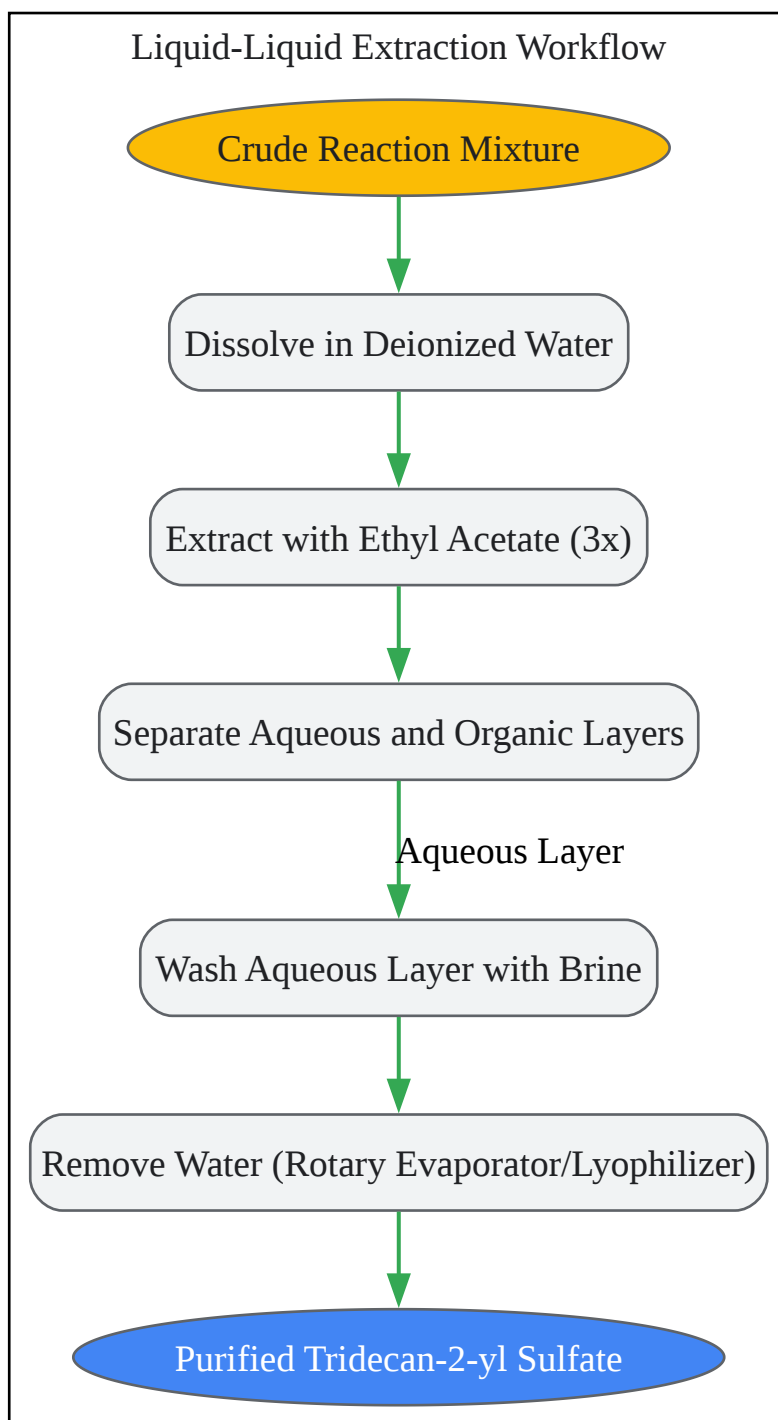 Liquid-Liquid Extraction Workflow
Crude Reaction Mixture
Dissolve in Deionized Water
Extract with Ethyl Acetate (3x)
Separate Aqueous and Organic Layers
Aqueous Layer
Wash Aqueous Layer with Brine
Remove Water (Rotary Evaporator/Lyophilizer)
Purified Tridecan-2-yl Sulfate